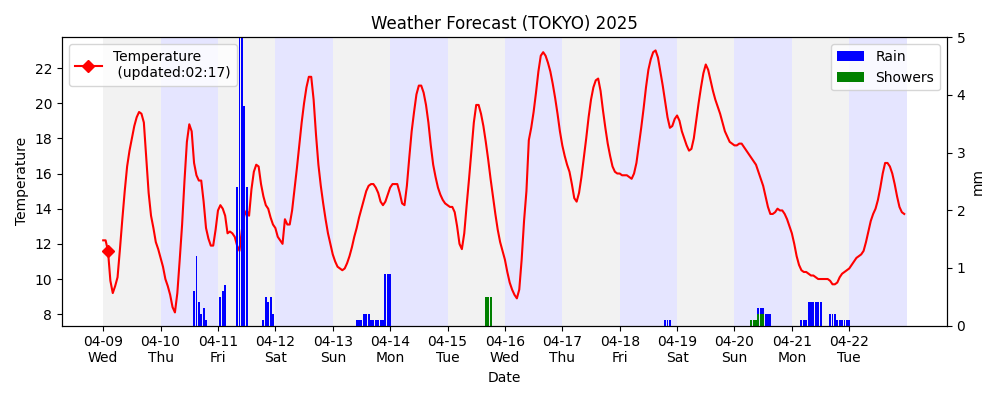 Weather Forecast (TOKYO) 2025
Temperature
(updated:02:17)
Rain
Showers
Temperature
22
20
18
16
14
12
10
8
5
4
3
2
1
0
mm
04-09 04-10 04-11 04-12 04-13 04-14 04-15 04-16 04-17 04-18 04-19 04-20 04-21 04-22
Wed Thu Fri Sat Sun Mon Tue Wed Thu Fri Sat Sun Mon Tue
Date